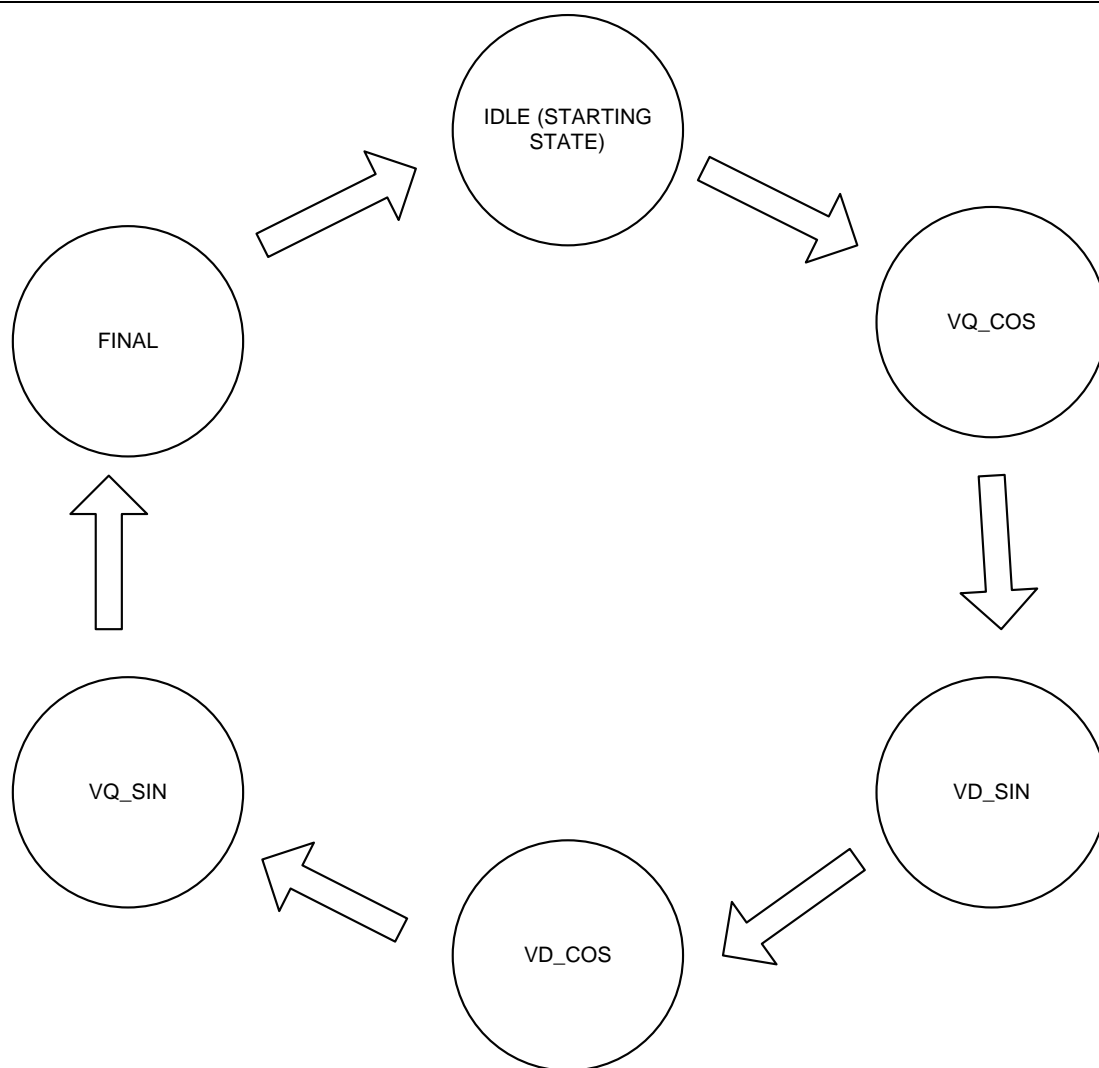 IDLE (STARTING
STATE)
VQ_COS
VD_SIN
VD_COS
VQ_SIN
FINAL